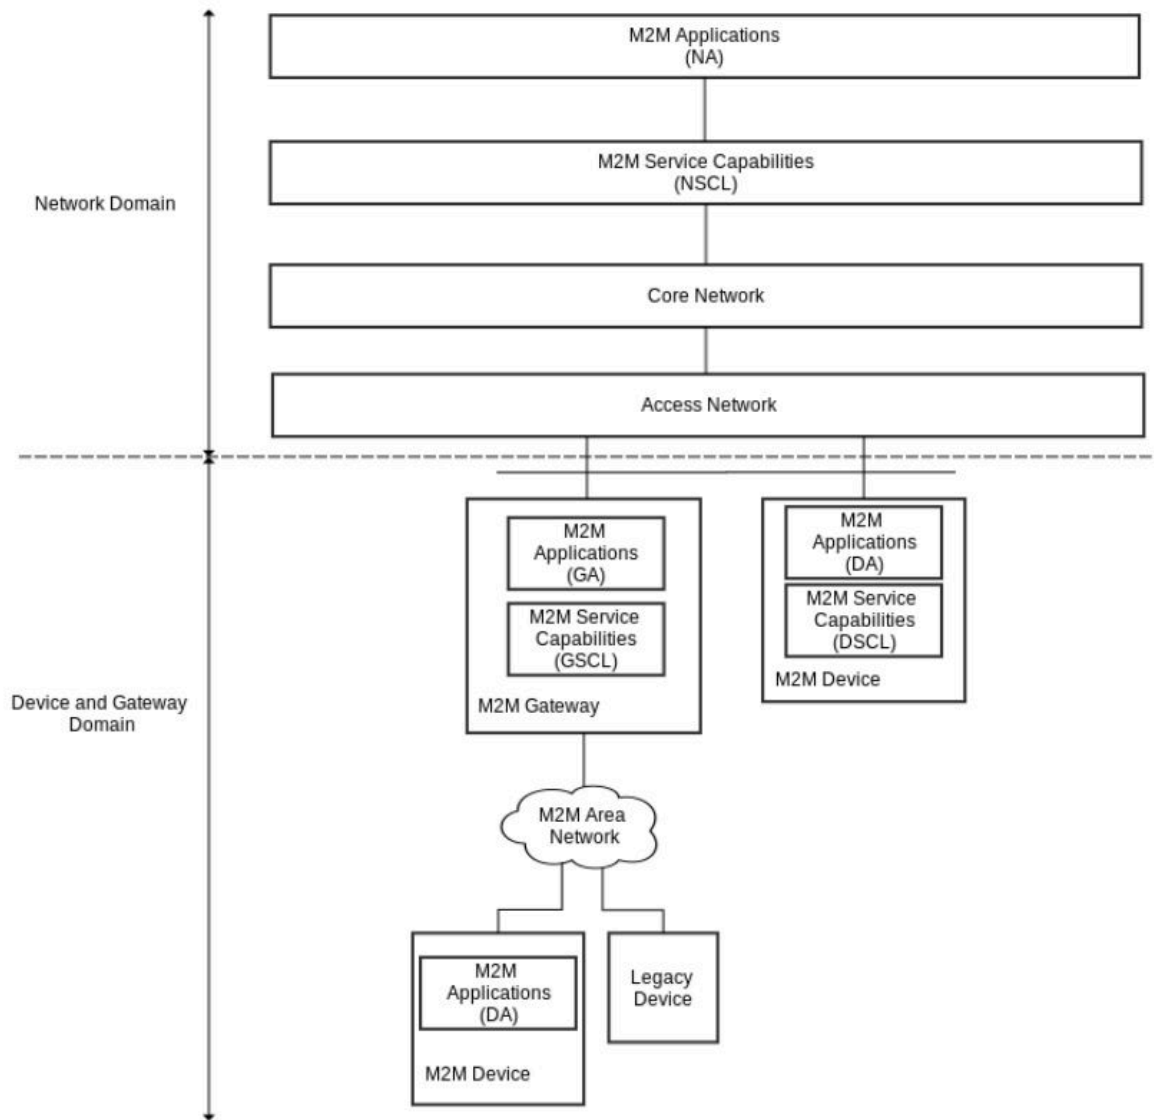 M2M Applications
(NA)
M2M Service Capabilities
(NSCL)
Network Domain
Core Network
Access Network
M2M
Applications
(GA)
M2M Service
Capabilities
(GSCL)
M2M Gateway
M2M
Applications
(DA)
M2M Service
Capabilities
(DSCL)
M2M Device
Device and Gateway
Domain
M2M Area
Network
M2M
Applications
(DA)
M2M Device
Legacy
Device